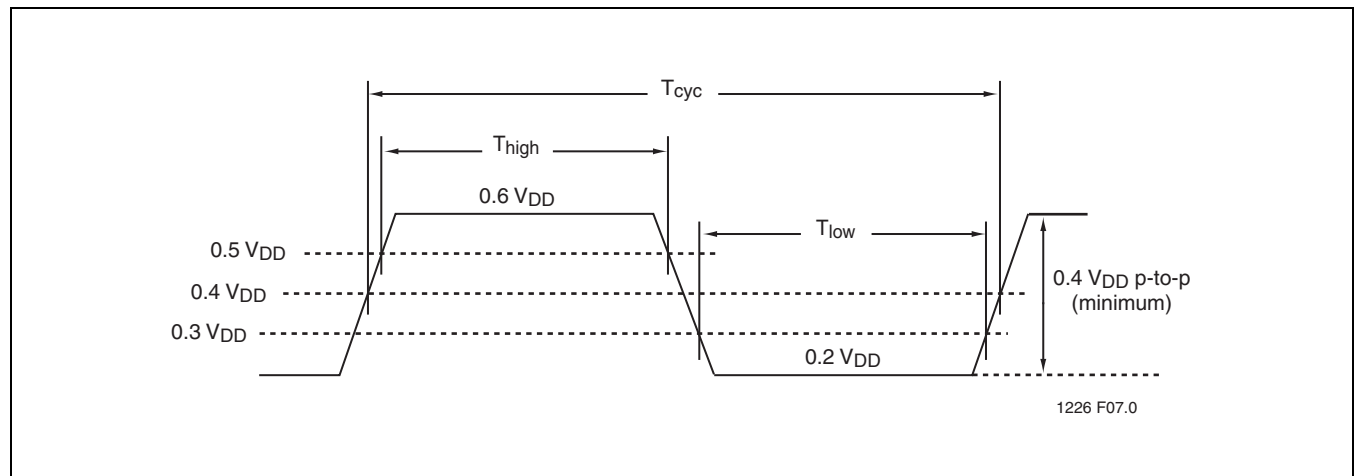 Tcyc
Thigh
0.6 VDD
Tlow
0.5 VDD
0.4 VDD
0.4 VDD p-to-p
(minimum)
0.3 VDD
0.2 VDD
1226 F07.0